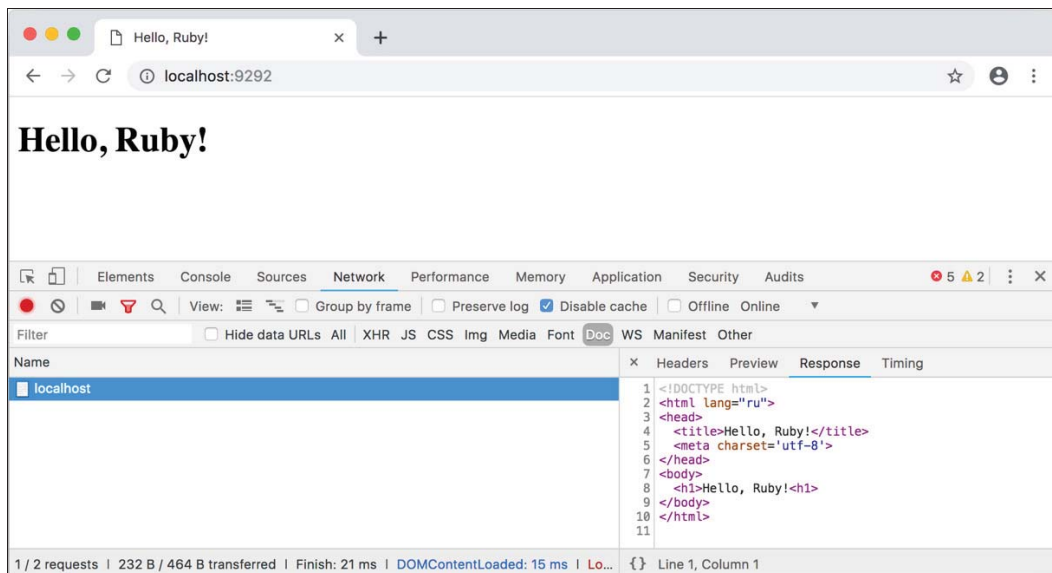 Hello, Ruby!
localhost:9292
Hello, Ruby!
Elements Console Sources Network Performance Memory Application Security Audits 5 2
View: Group by frame Preserve log Disable cache Offline Online
Filter Hide data URLs All XHR JS CSS Img Media Font Doc WS Manifest Other
Name
localhost
Headers Preview Response Timing
1 <!DOCTYPE html>
2 <html lang="ru">
3 <head>
4 <title>Hello, Ruby!</title>
5 <meta charset='utf-8'>
6 </head>
7 <body>
8 <h1>Hello, Ruby!<h1>
9 </body>
10 </html>
11
1 / 2 requests | 232 B / 464 B transferred | Finish: 21 ms | DOMContentLoaded: 15 ms | Lo...
{} Line 1, Column 1